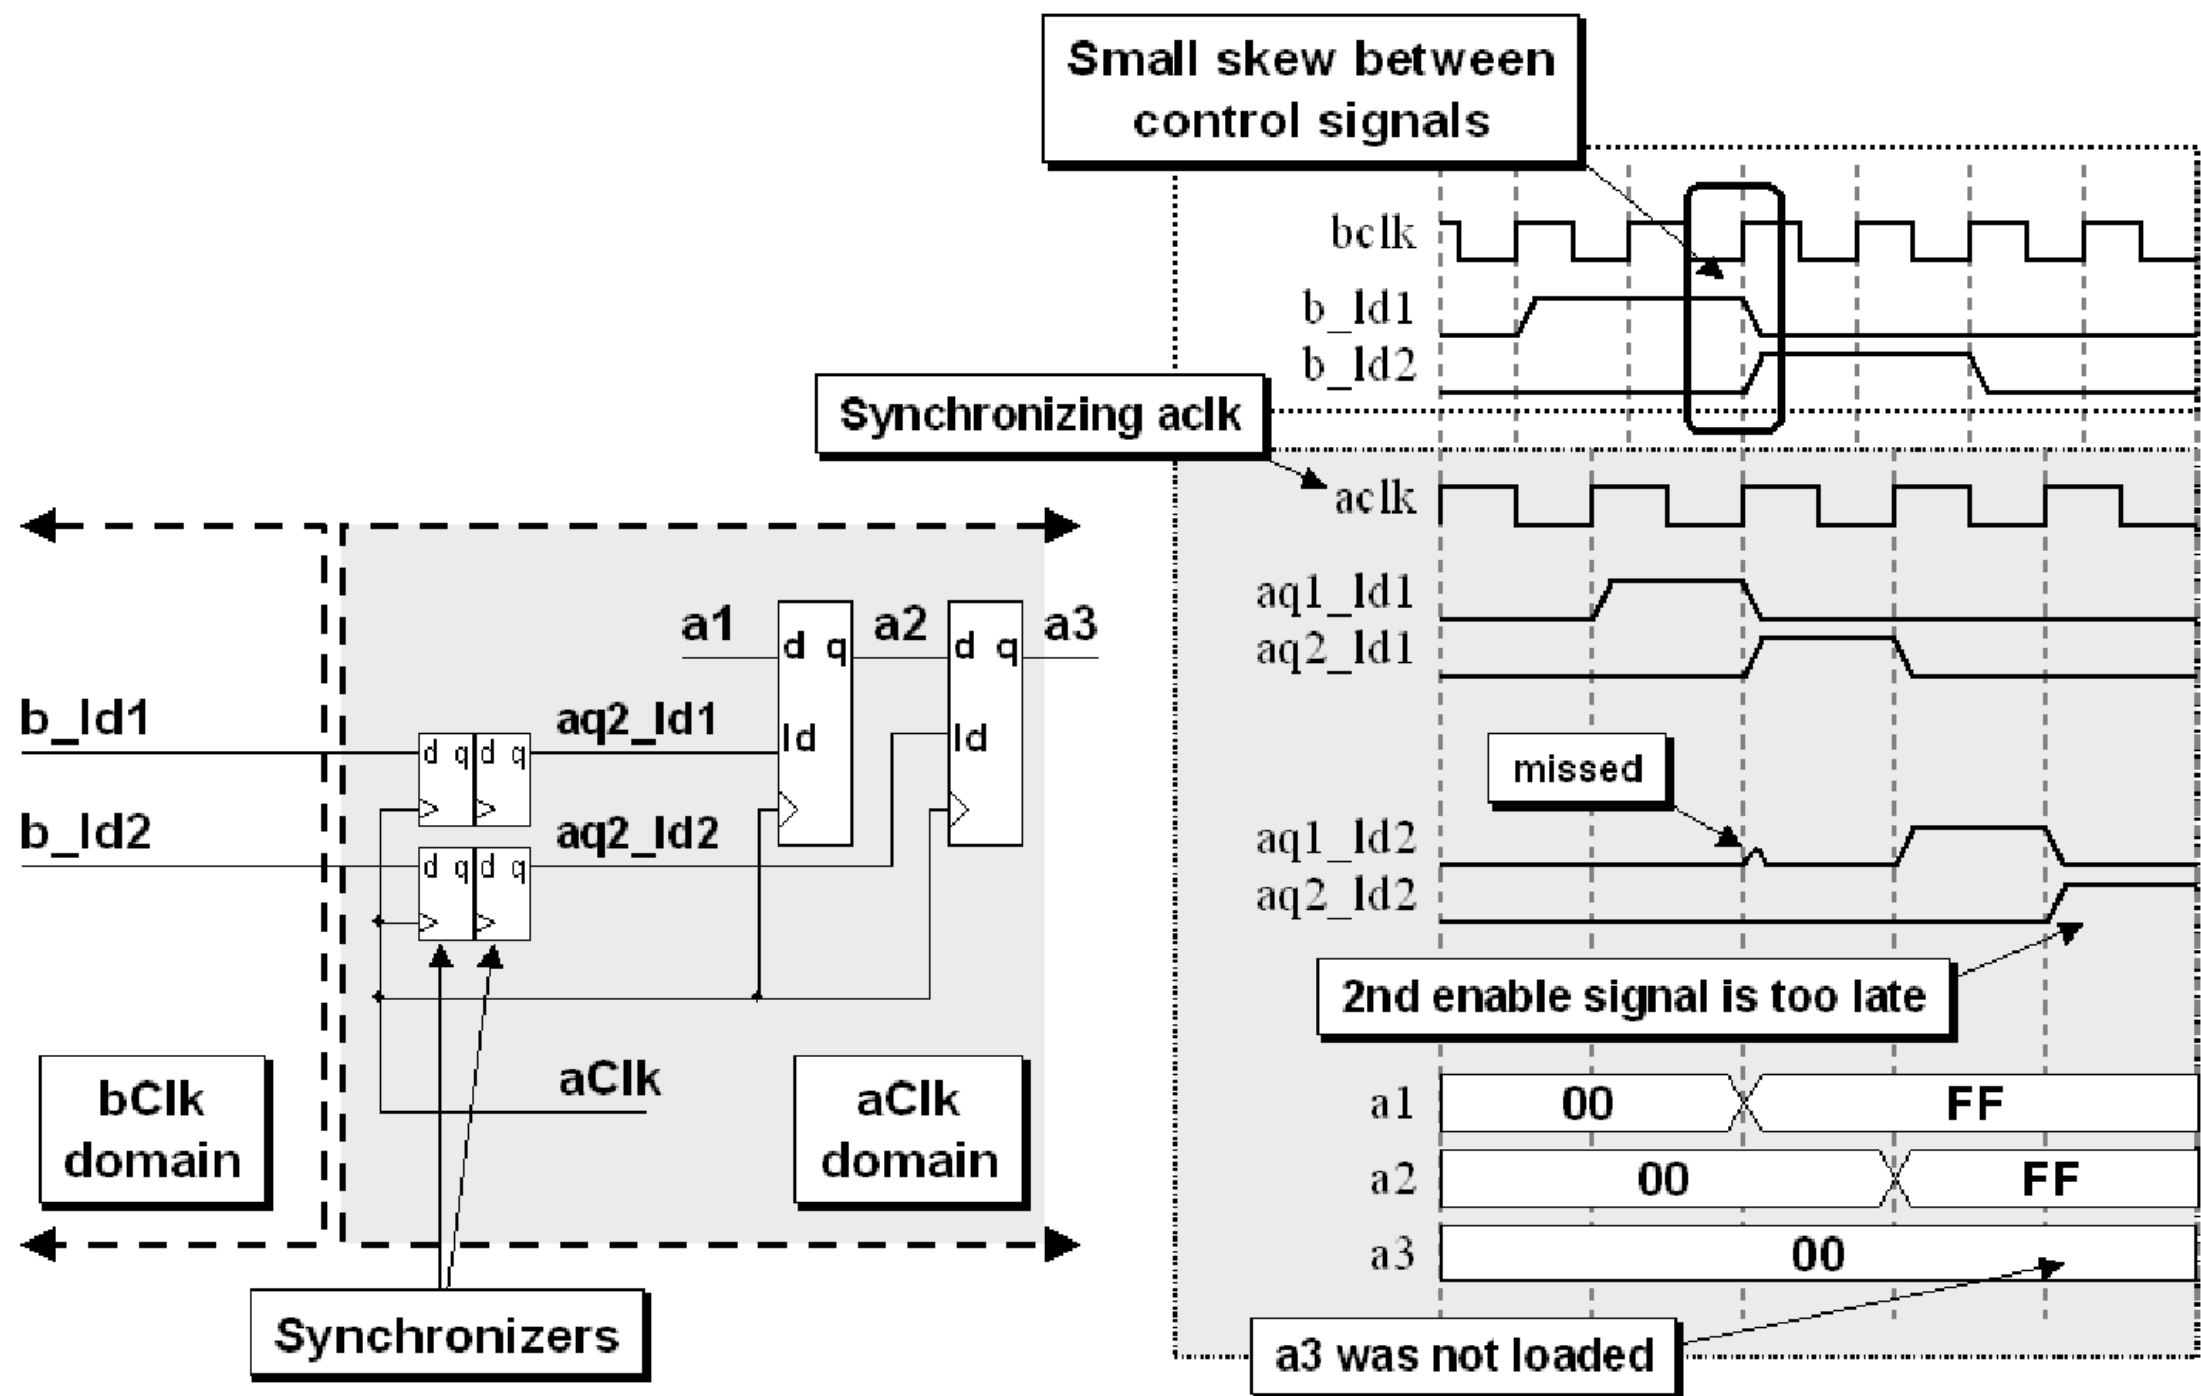 Small skew between
control signals
bclk
b_ld1
b_ld2
Synchronizing aclk
aclk
aq1_ld1
aq2_ld1
missed
aq1_ld2
aq2_ld2
2nd enable signal is too late
a1 00 FF
a2 00 FF
a3 00
a3 was not loaded
a1
d q
a2
d q
a3
ld
ld
b_ld1
d q d q
aq2_ld1
b_ld2
d q d q
aq2_ld2
aClk
bClk
domain
aClk
domain
Synchronizers